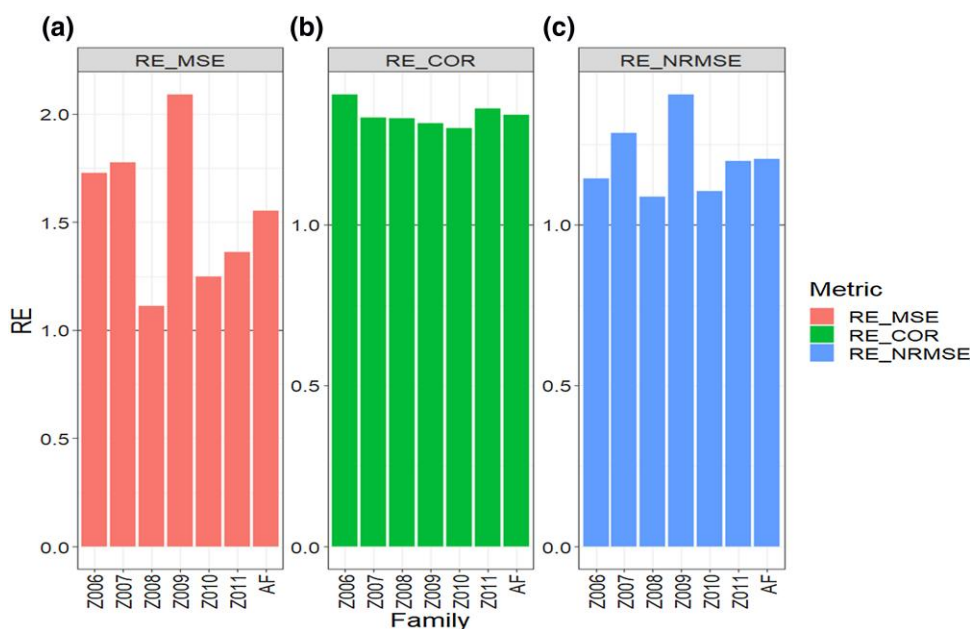 (a) (b) (c)
RE_MSE RE_COR RE_NRMSE
RE
2.0
1.5
1.0
0.5
0.0
1.0
0.5
0.0
1.0
0.5
0.0
Z006 Z007 Z008 Z009 Z010 Z011 AF
Z006 Z007 Z008 Z009 Z010 Z011 AF
Z006 Z007 Z008 Z009 Z010 Z011 AF
Family
Metric
RE_MSE
RE_COR
RE_NRMSE